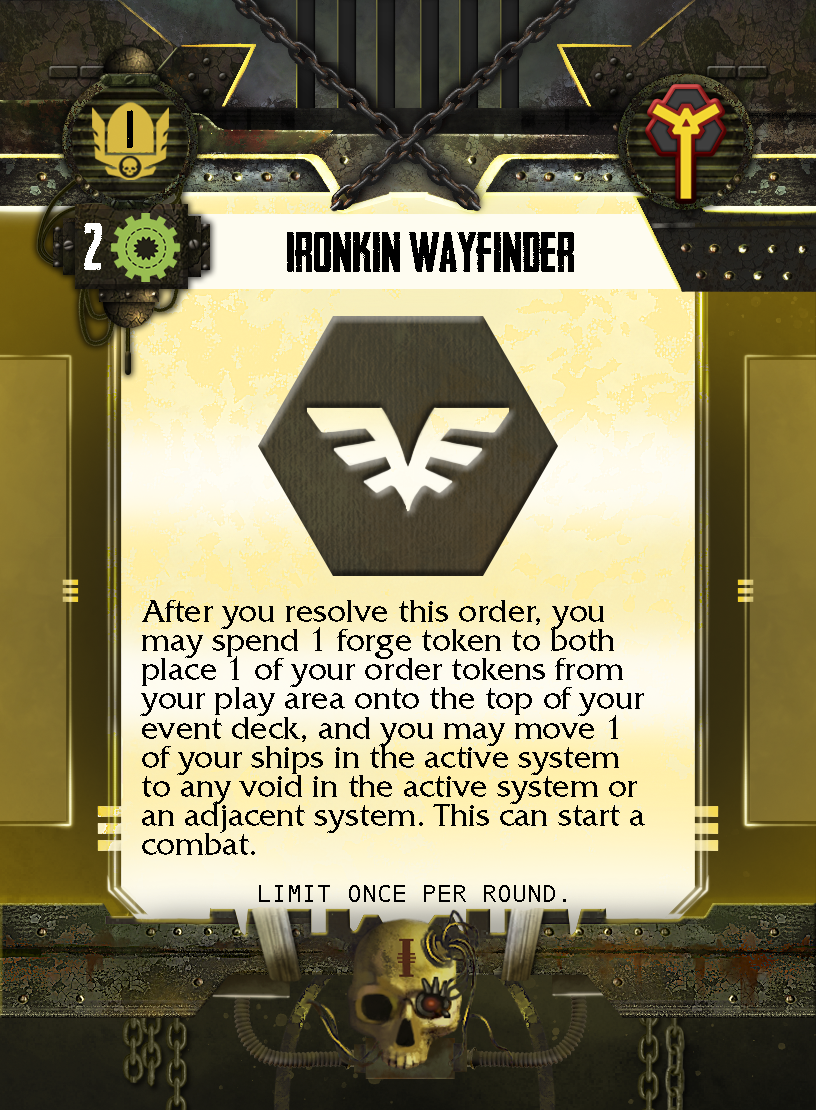 1
2
IRONKIN WAYFINDER
After you resolve this order, you
may spend 1 forge token to both
place 1 of your order tokens from
your play area onto the top of your
event deck, and you may move 1
of your ships in the active system
to any void in the active system or
an adjacent system. This can start a
combat.
LIMIT ONCE PER ROUND.
I